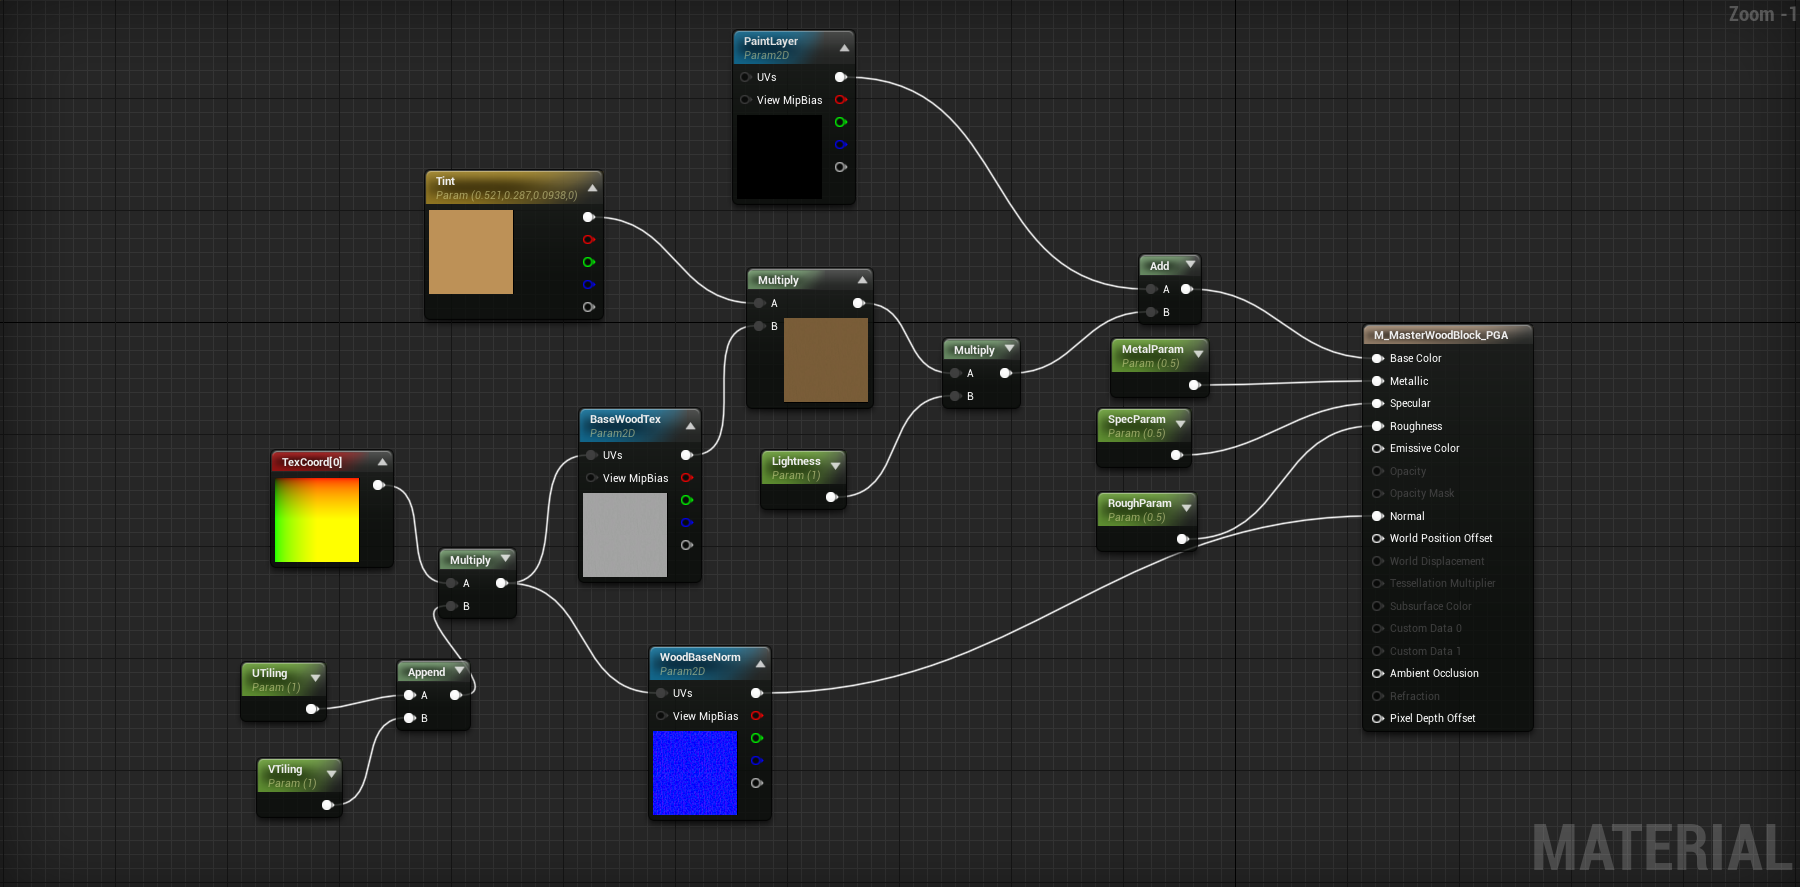 Zoom -1
PaintLayer
Param2D
UVs
View MipBias
Tint
Param (0.521,0.287,0.0938,0)
Multiply
A
B
Add
A
B
Multiply
A
B
MetalParam
Param (0.5)
SpecParam
Param (0.5)
RoughParam
Param (0.5)
Lightness
Param (1)
BaseWoodTex
Param2D
UVs
View MipBias
TexCoord[0]
Multiply
A
B
UTiling
Param (1)
Append
A
B
VTiling
Param (1)
WoodBaseNorm
Param2D
UVs
View MipBias
M_MasterWoodBlock_PGA
Base Color
Metallic
Specular
Roughness
Emissive Color
Opacity
Opacity Mask
Normal
World Position Offset
World Displacement
Tessellation Multiplier
Subsurface Color
Custom Data 0
Custom Data 1
Ambient Occlusion
Refraction
Pixel Depth Offset
MATERIAL